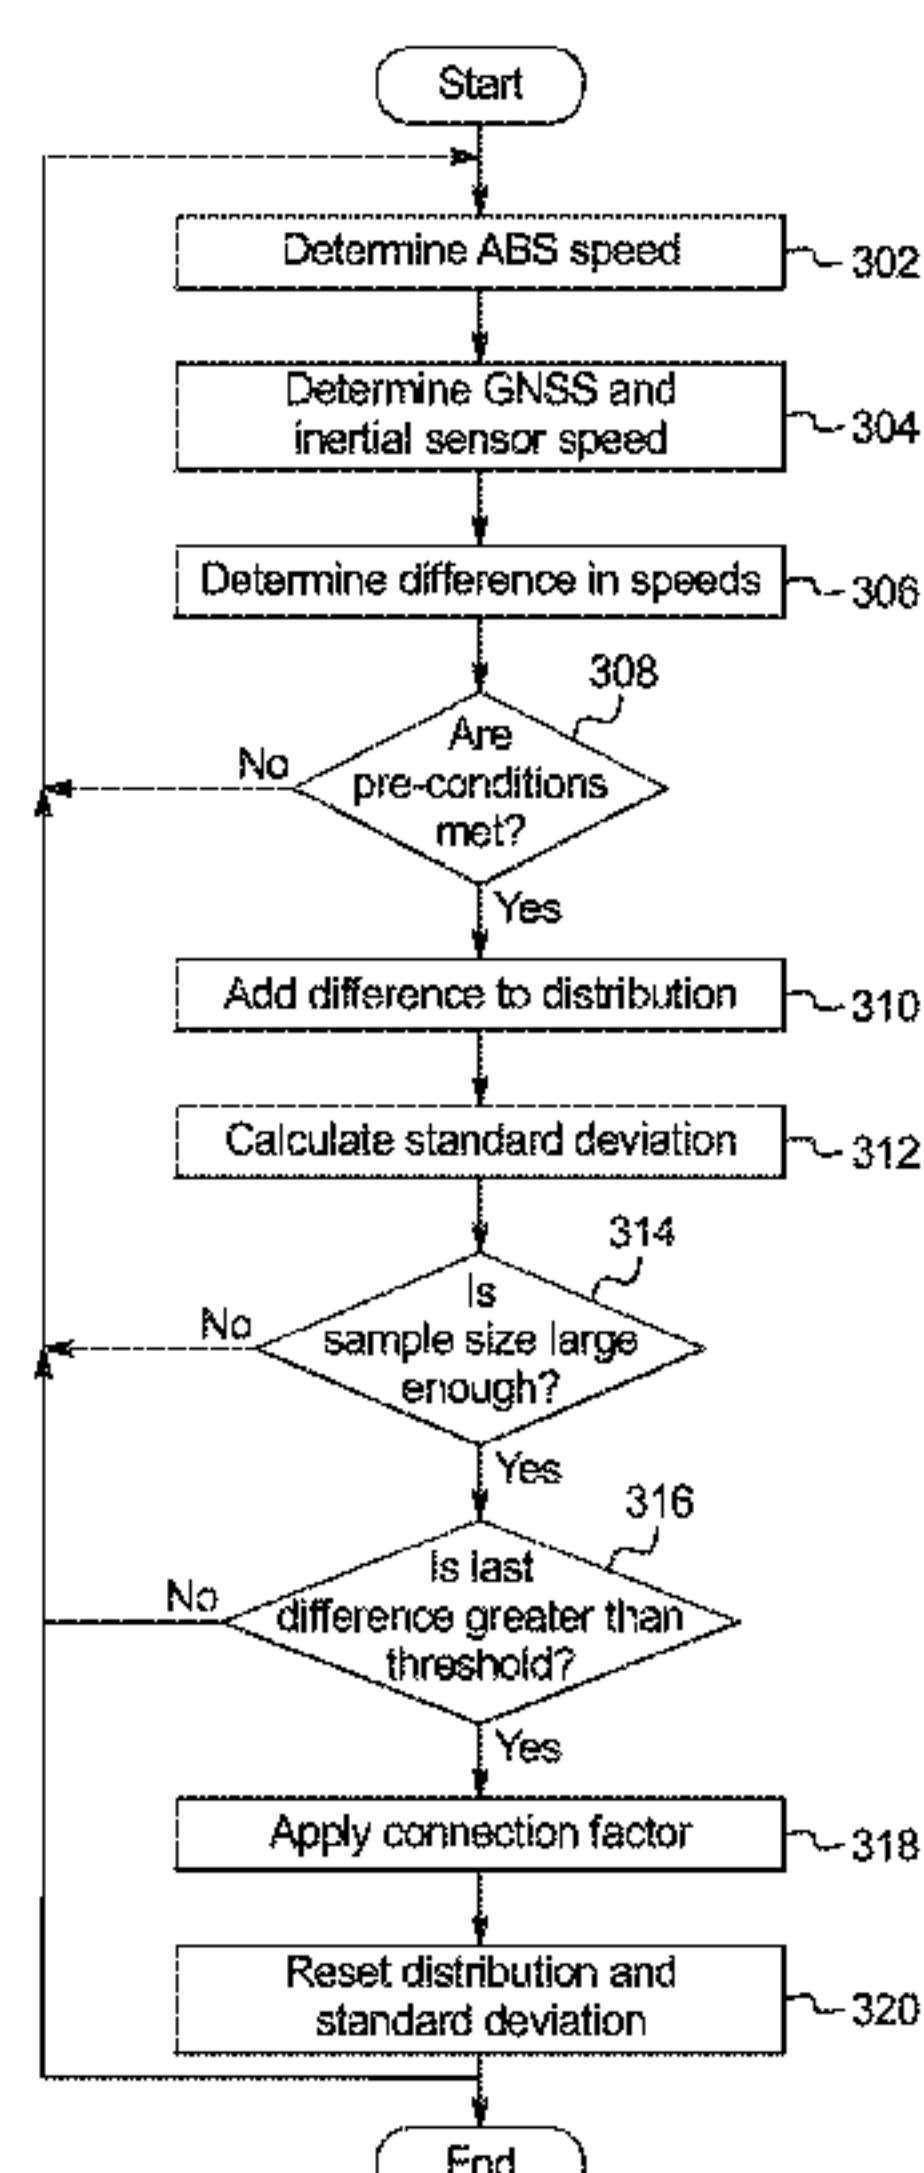 Start
Determine ABS speed
302
Determine GNSS and
inertial sensor speed
304
Determine difference in speeds
306
308
Are
pre-conditions
met?
No
Yes
Add difference to distribution
310
Calculate standard deviation
312
314
Is
sample size large
enough?
No
Yes
316
Is last
difference greater than
threshold?
No
Yes
Apply connection factor
318
Reset distribution and
standard deviation
320
End